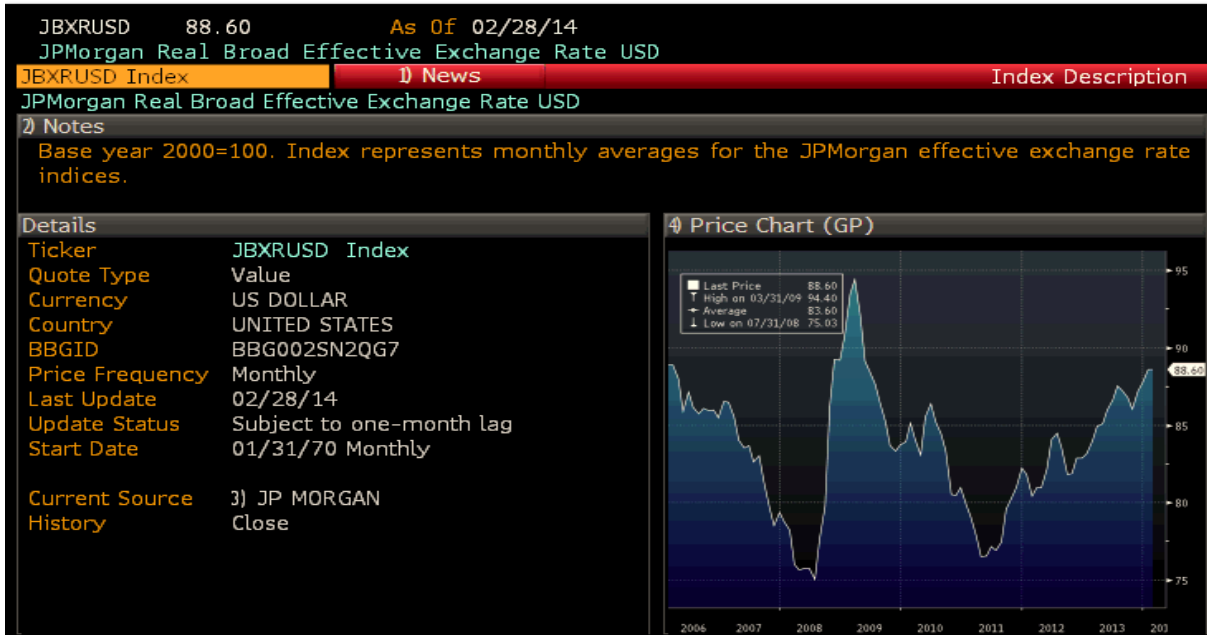 JBXRUSD 88.60 As Of 02/28/14
JPMorgan Real Broad Effective Exchange Rate USD
JBXRUSD Index 1) News Index Description
JPMorgan Real Broad Effective Exchange Rate USD
2) Notes
Base year 2000=100. Index represents monthly averages for the JPMorgan effective exchange rate
indices.
Details
Ticker JBXRUSD Index
Quote Type Value
Currency US DOLLAR
Country UNITED STATES
BBGID BBG002SN2QG7
Price Frequency Monthly
Last Update 02/28/14
Update Status Subject to one-month lag
Start Date 01/31/70 Monthly
Current Source 3) JP MORGAN
History Close
4) Price Chart (GP)
Last Price 88.60
High on 03/31/09 94.40
Average 83.60
Low on 07/31/08 75.03
95
90
88.60
85
80
75
2006 2007 2008 2009 2010 2011 2012 2013 201